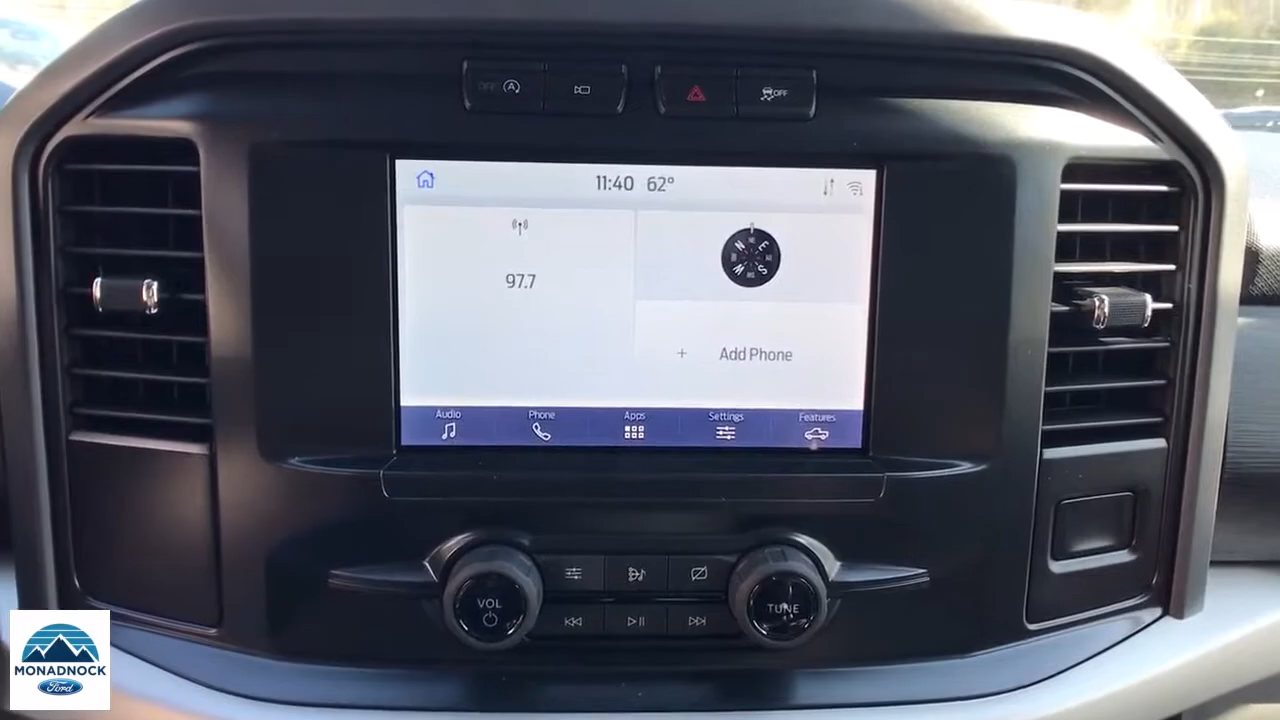 OFF A
OFF
11:40 62°
97.7
N E S W
+ Add Phone
Audio Phone Apps Settings Features
VOL
TUNE
MONADNOCK
Ford